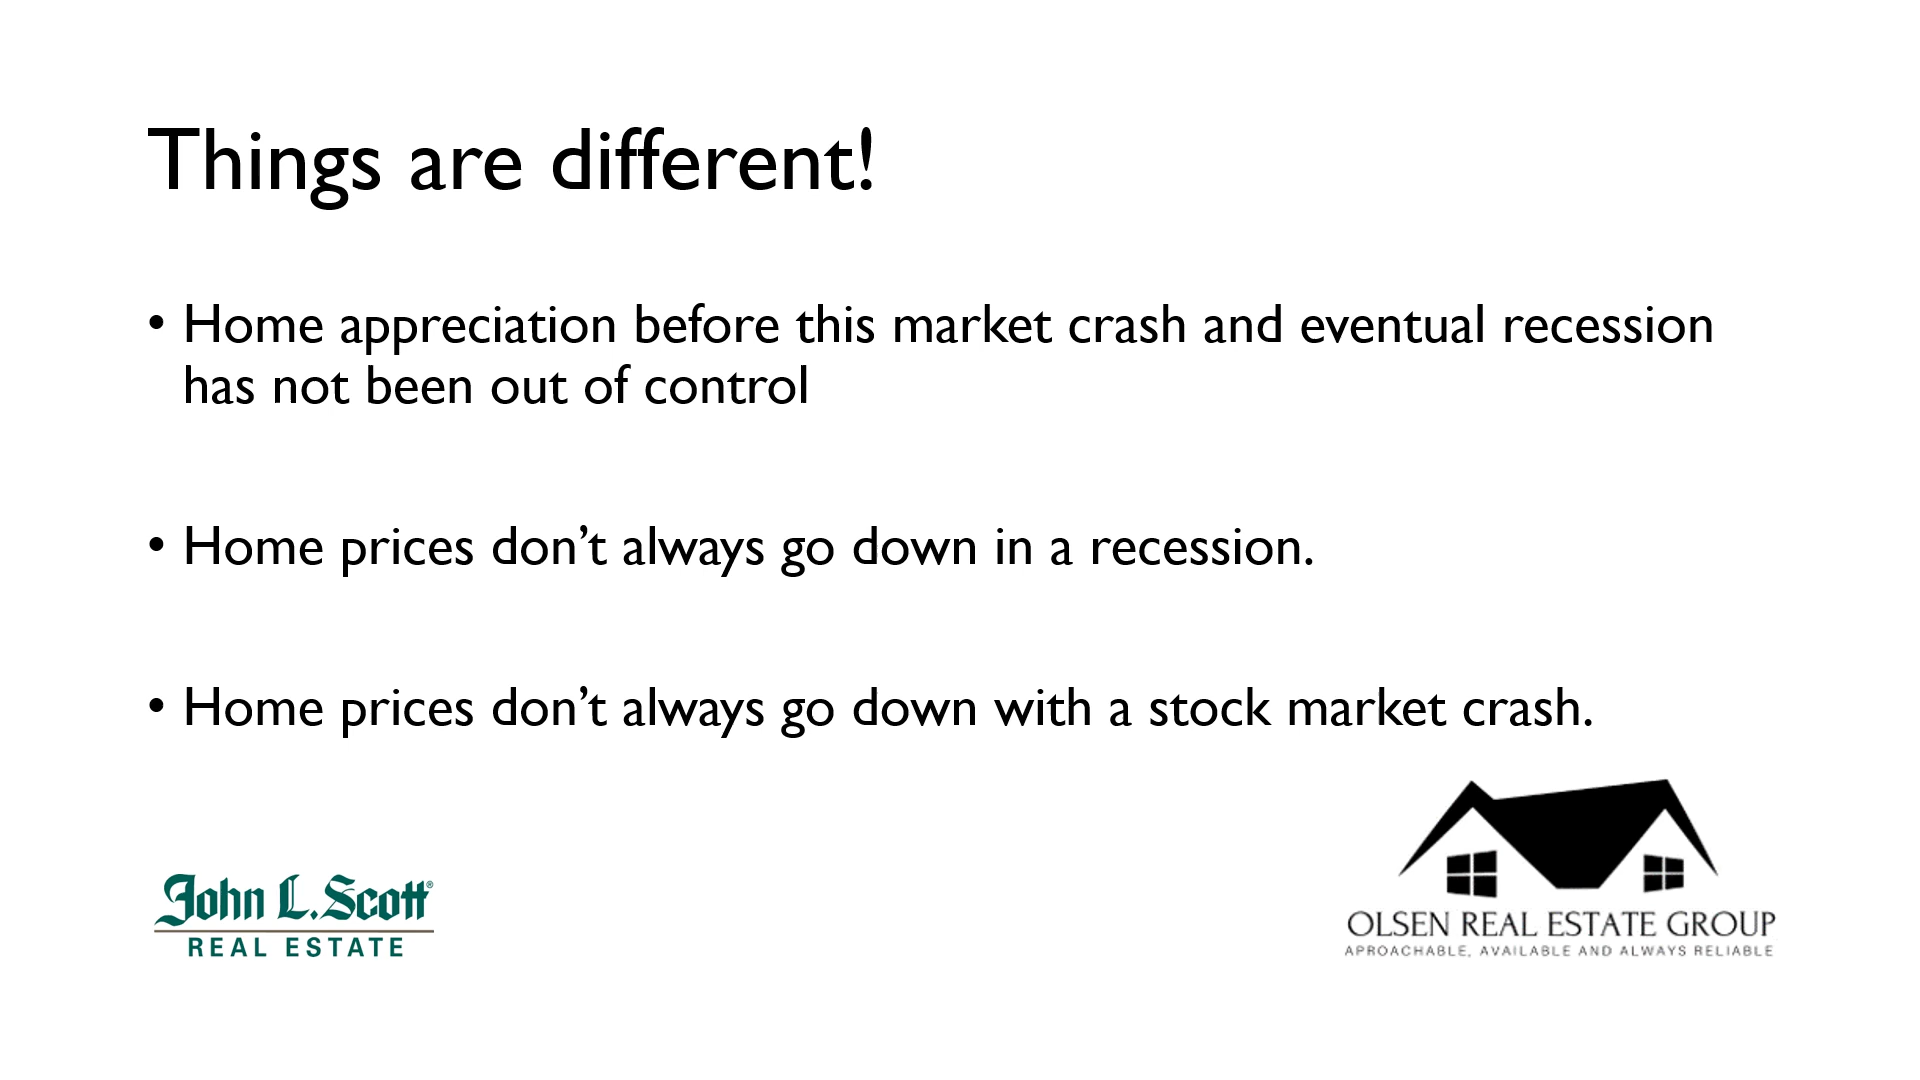 Things are different!
• Home appreciation before this market crash and eventual recession
has not been out of control
• Home prices don’t always go down in a recession.
• Home prices don’t always go down with a stock market crash.
John L. Scott®
REAL ESTATE
OLSEN REAL ESTATE GROUP
APROACHABLE, AVAILABLE AND ALWAYS RELIABLE